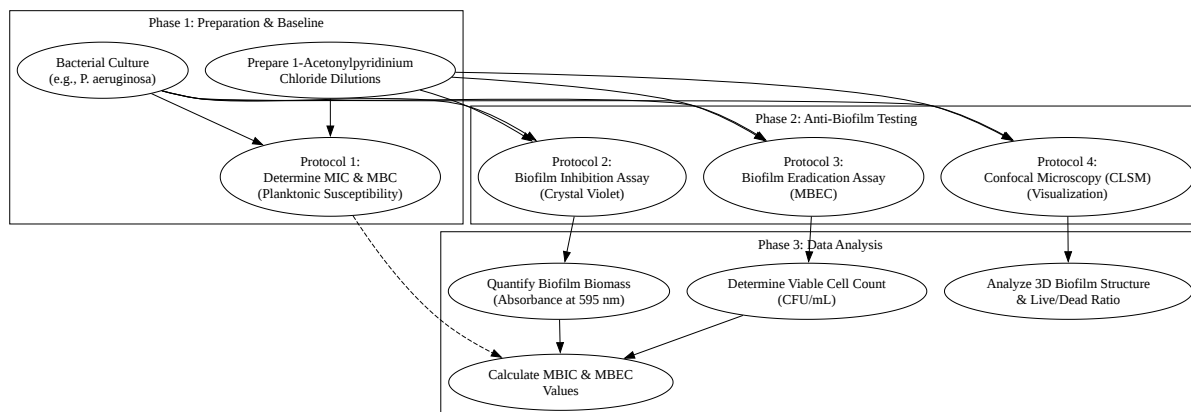 Phase 1: Preparation & Baseline
Bacterial Culture
(e.g., P. aeruginosa)
Prepare 1-Acetonylpyridinium
Chloride Dilutions
Protocol 1:
Determine MIC & MBC
(Planktonic Susceptibility)
Phase 2: Anti-Biofilm Testing
Protocol 2:
Biofilm Inhibition Assay
(Crystal Violet)
Protocol 3:
Biofilm Eradication Assay
(MBEC)
Protocol 4:
Confocal Microscopy (CLSM)
(Visualization)
Phase 3: Data Analysis
Quantify Biofilm Biomass
(Absorbance at 595 nm)
Determine Viable Cell Count
(CFU/mL)
Analyze 3D Biofilm Structure
& Live/Dead Ratio
Calculate MBIC & MBEC
Values